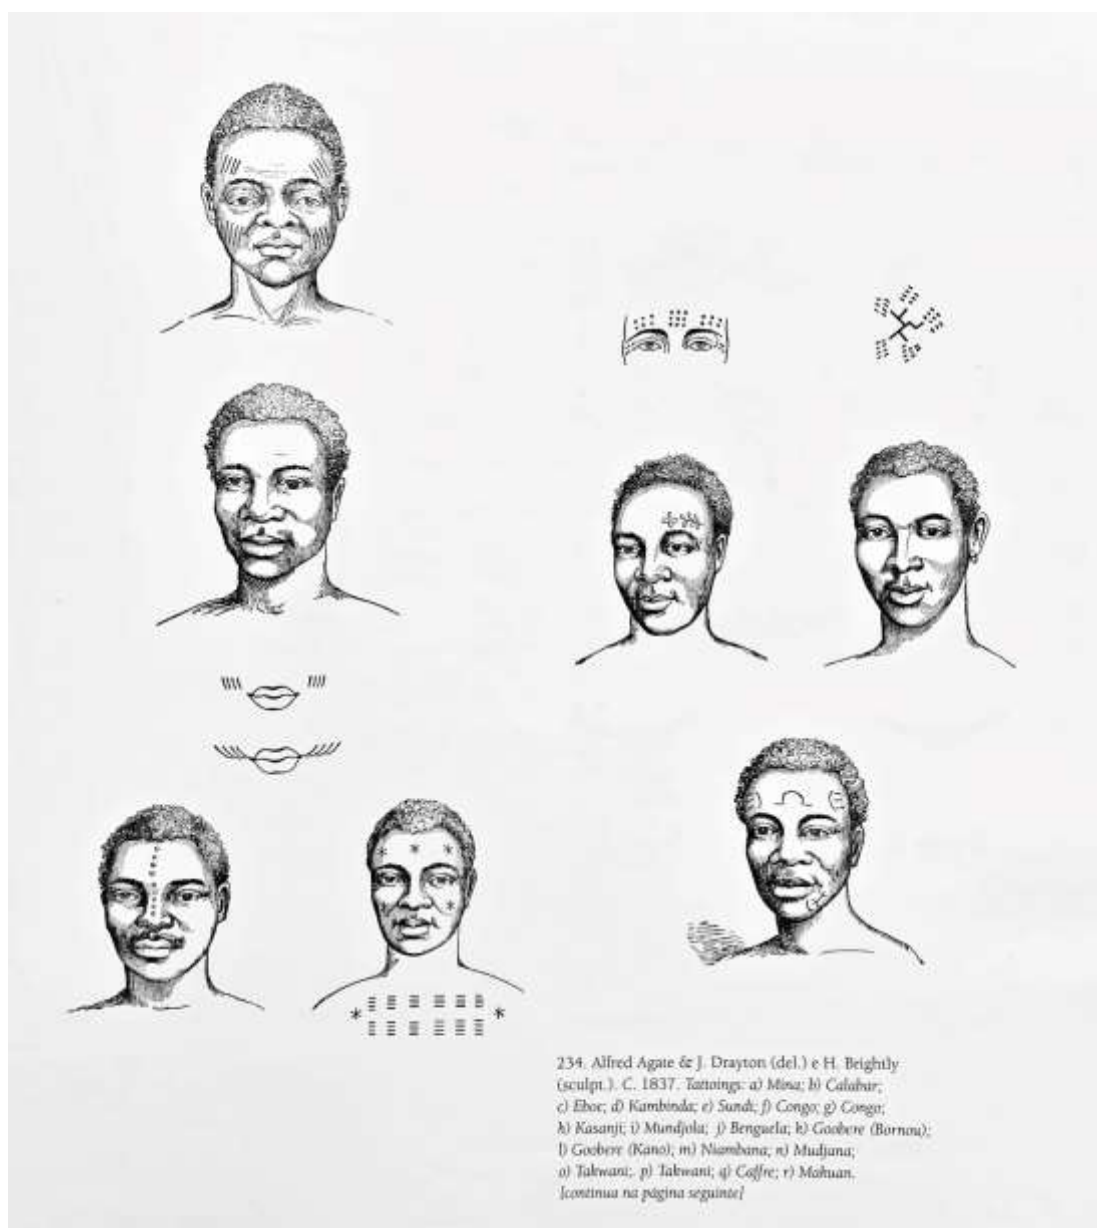 234. Alfred Agate & J. Drayton (del.) e H. Beightly
(sculpt.). C. 1837. Tattoings: a) Mina; b) Calabar;
c) Eboe; d) Kambinda; e) Sundi; f) Congo; g) Congo;
h) Kasanji; i) Mundjola; j) Benguela; k) Goobere (Bornou);
l) Goobere (Kano); m) Niambana; n) Mudjana;
o) Takwani; p) Takwani; q) Caffre; r) Mahuan.
[continua na página seguinte]